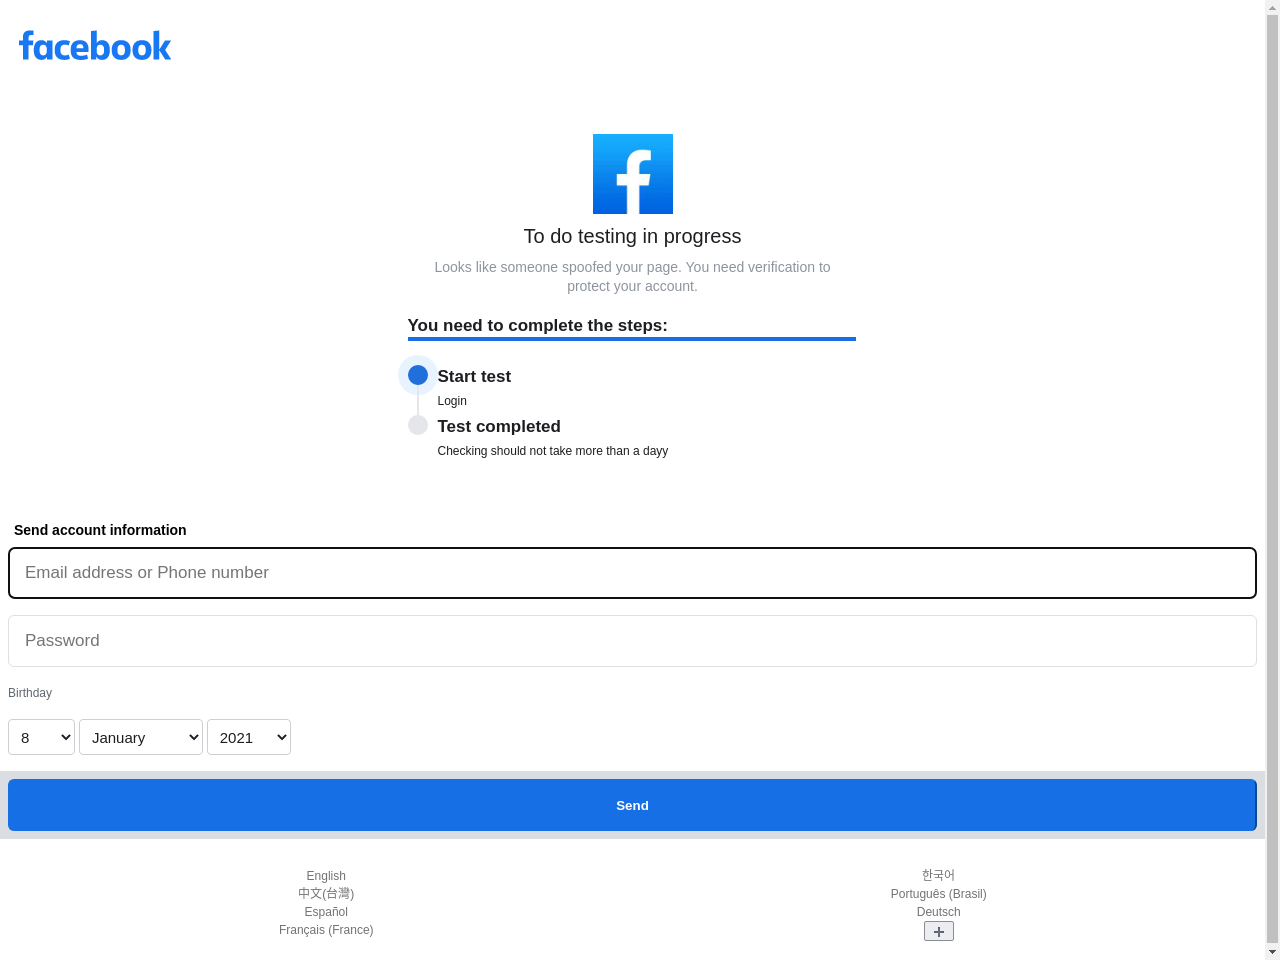 facebook
To do testing in progress
Looks like someone spoofed your page. You need verification to
protect your account.
You need to complete the steps:
Start test
Login
Test completed
Checking should not take more than a dayy
Send account information
Email address or Phone number
Password
Birthday
8 January 2021
Send
English
中文(台灣)
Español
Français (France)
한국어
Português (Brasil)
Deutsch